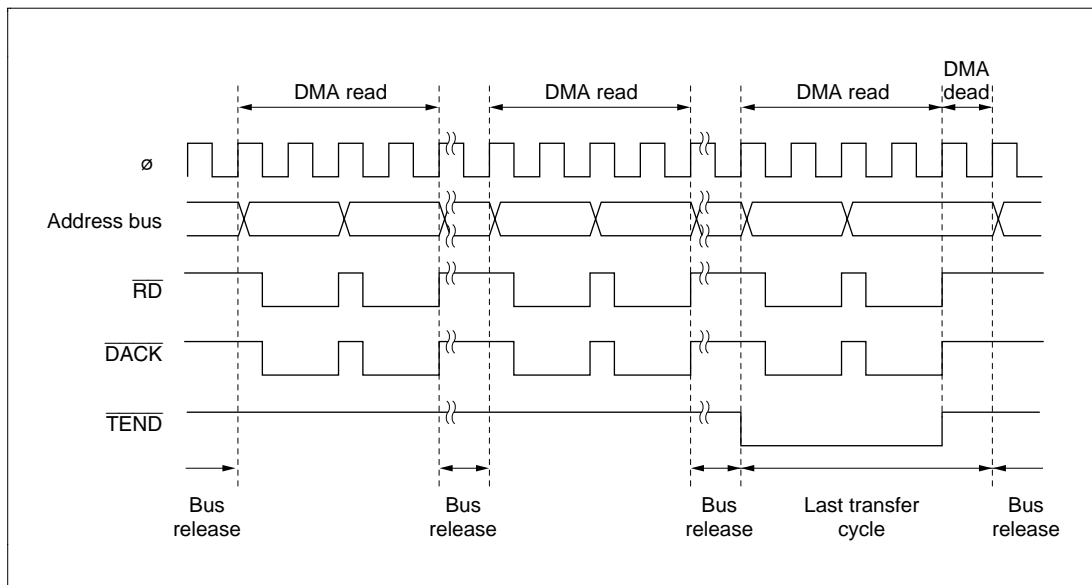 DMA
dead
DMA read
DMA read
DMA read
ø
Address bus
RD
DACK
TEND
Bus
release
Bus
release
Bus
release
Last transfer
cycle
Bus
release